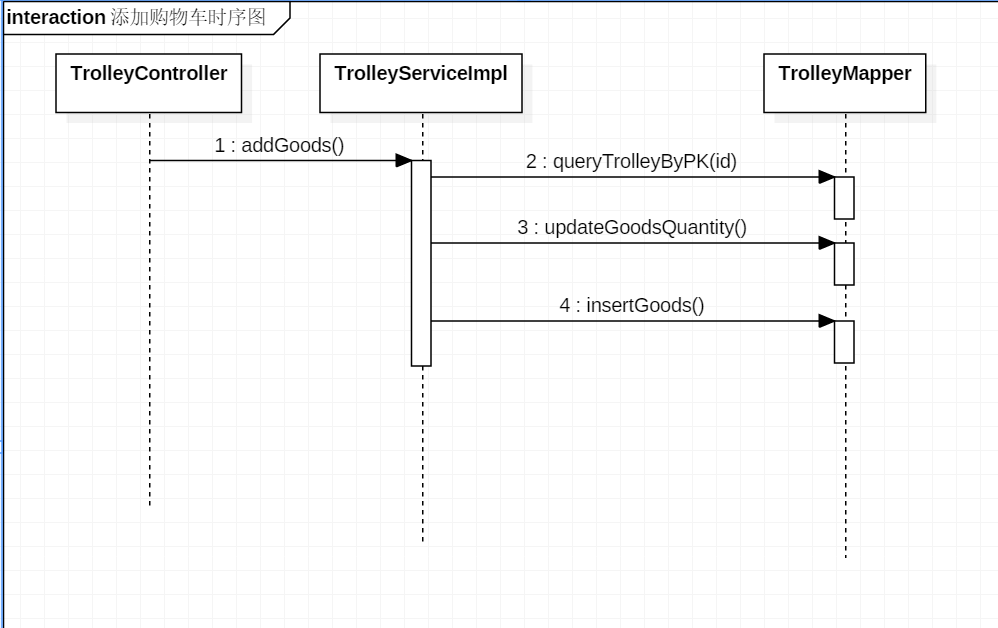 interaction 添加购物车时序图
TrolleyController
TrolleyServiceImpl
TrolleyMapper
1 : addGoods()
2 : queryTrolleyByPK(id)
3 : updateGoodsQuantity()
4 : insertGoods()